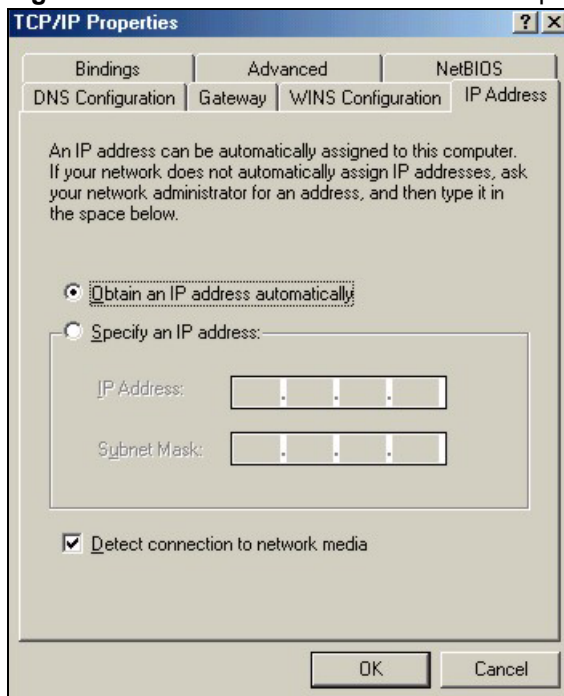 TCP/IP Properties
Bindings Advanced NetBIOS
DNS Configuration Gateway WINS Configuration IP Address
An IP address can be automatically assigned to this computer.
If your network does not automatically assign IP addresses, ask
your network administrator for an address, and then type it in
the space below.
Obtain an IP address automatically
Specify an IP address:
IP Address:
Subnet Mask:
Detect connection to network media
OK Cancel